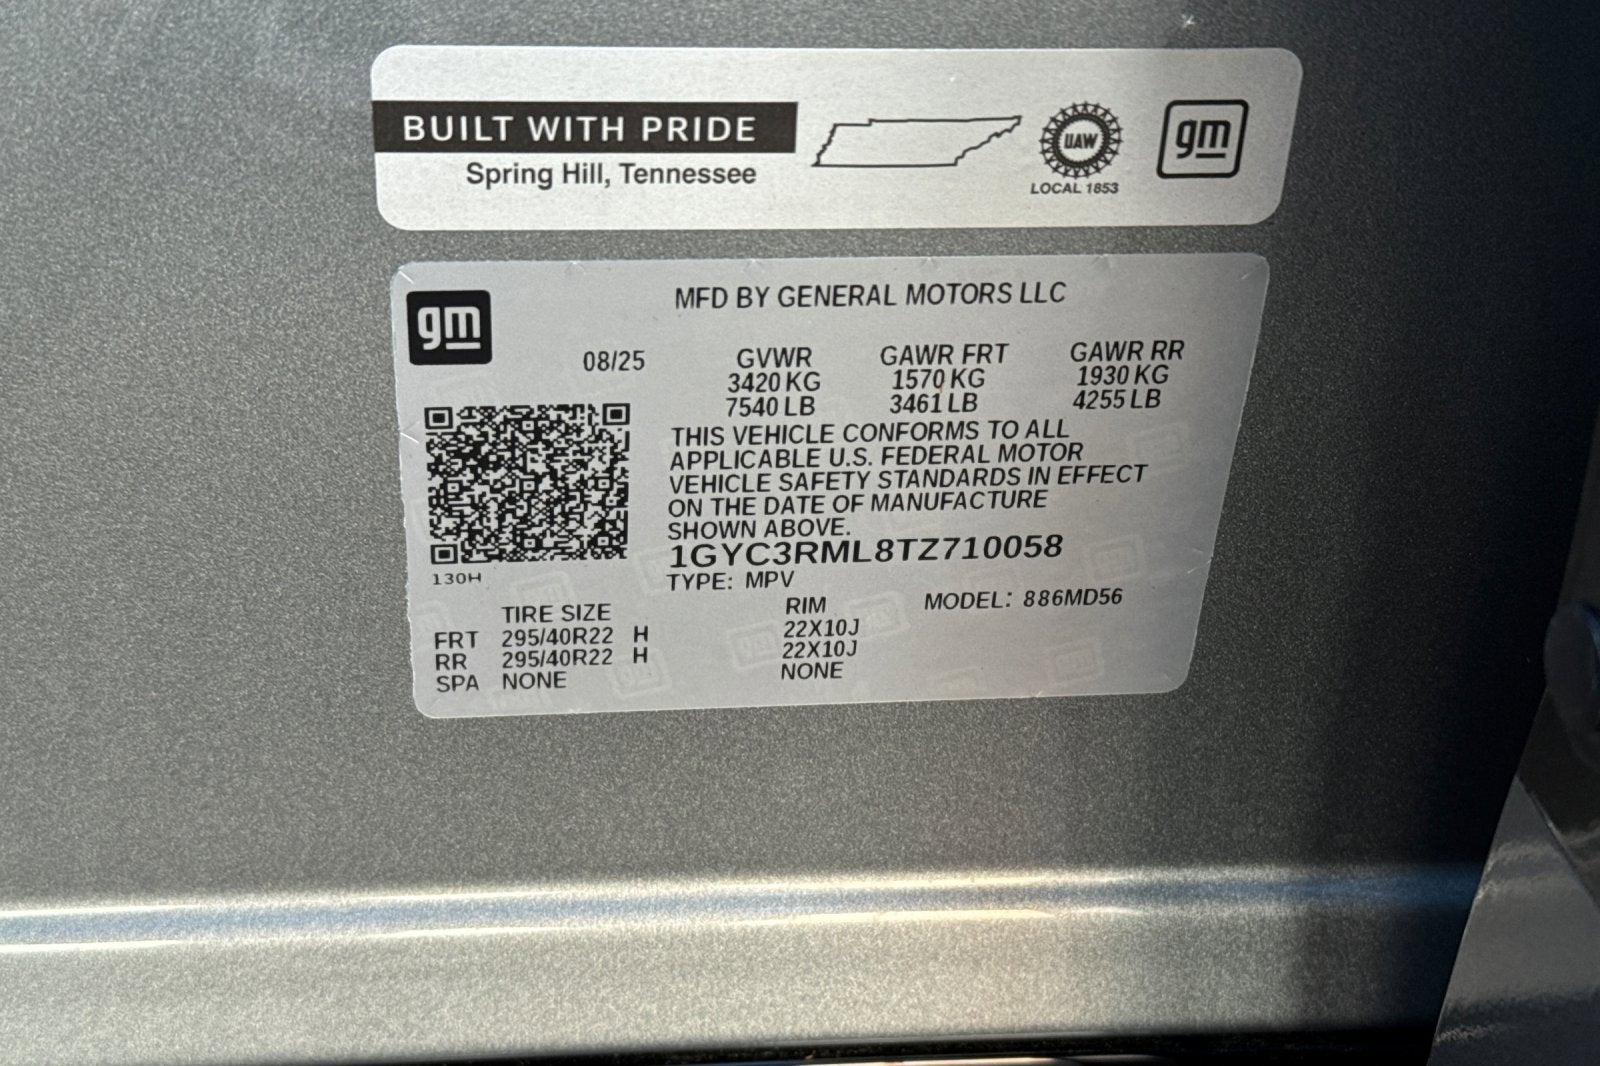 BUILT WITH PRIDE
Spring Hill, Tennessee
UAW
LOCAL 1853
gm
gm
MFD BY GENERAL MOTORS LLC
08/25
GVWR GAWR FRT GAWR RR
3420 KG 1570 KG 1930 KG
7540 LB 3461 LB 4255 LB
THIS VEHICLE CONFORMS TO ALL
APPLICABLE U.S. FEDERAL MOTOR
VEHICLE SAFETY STANDARDS IN EFFECT
ON THE DATE OF MANUFACTURE
SHOWN ABOVE.
1GYC3RML8TZ710058
130H
TYPE: MPV
MODEL: 886MD56
TIRE SIZE RIM
FRT 295/40R22 H 22X10J
RR 295/40R22 H 22X10J
SPA NONE NONE